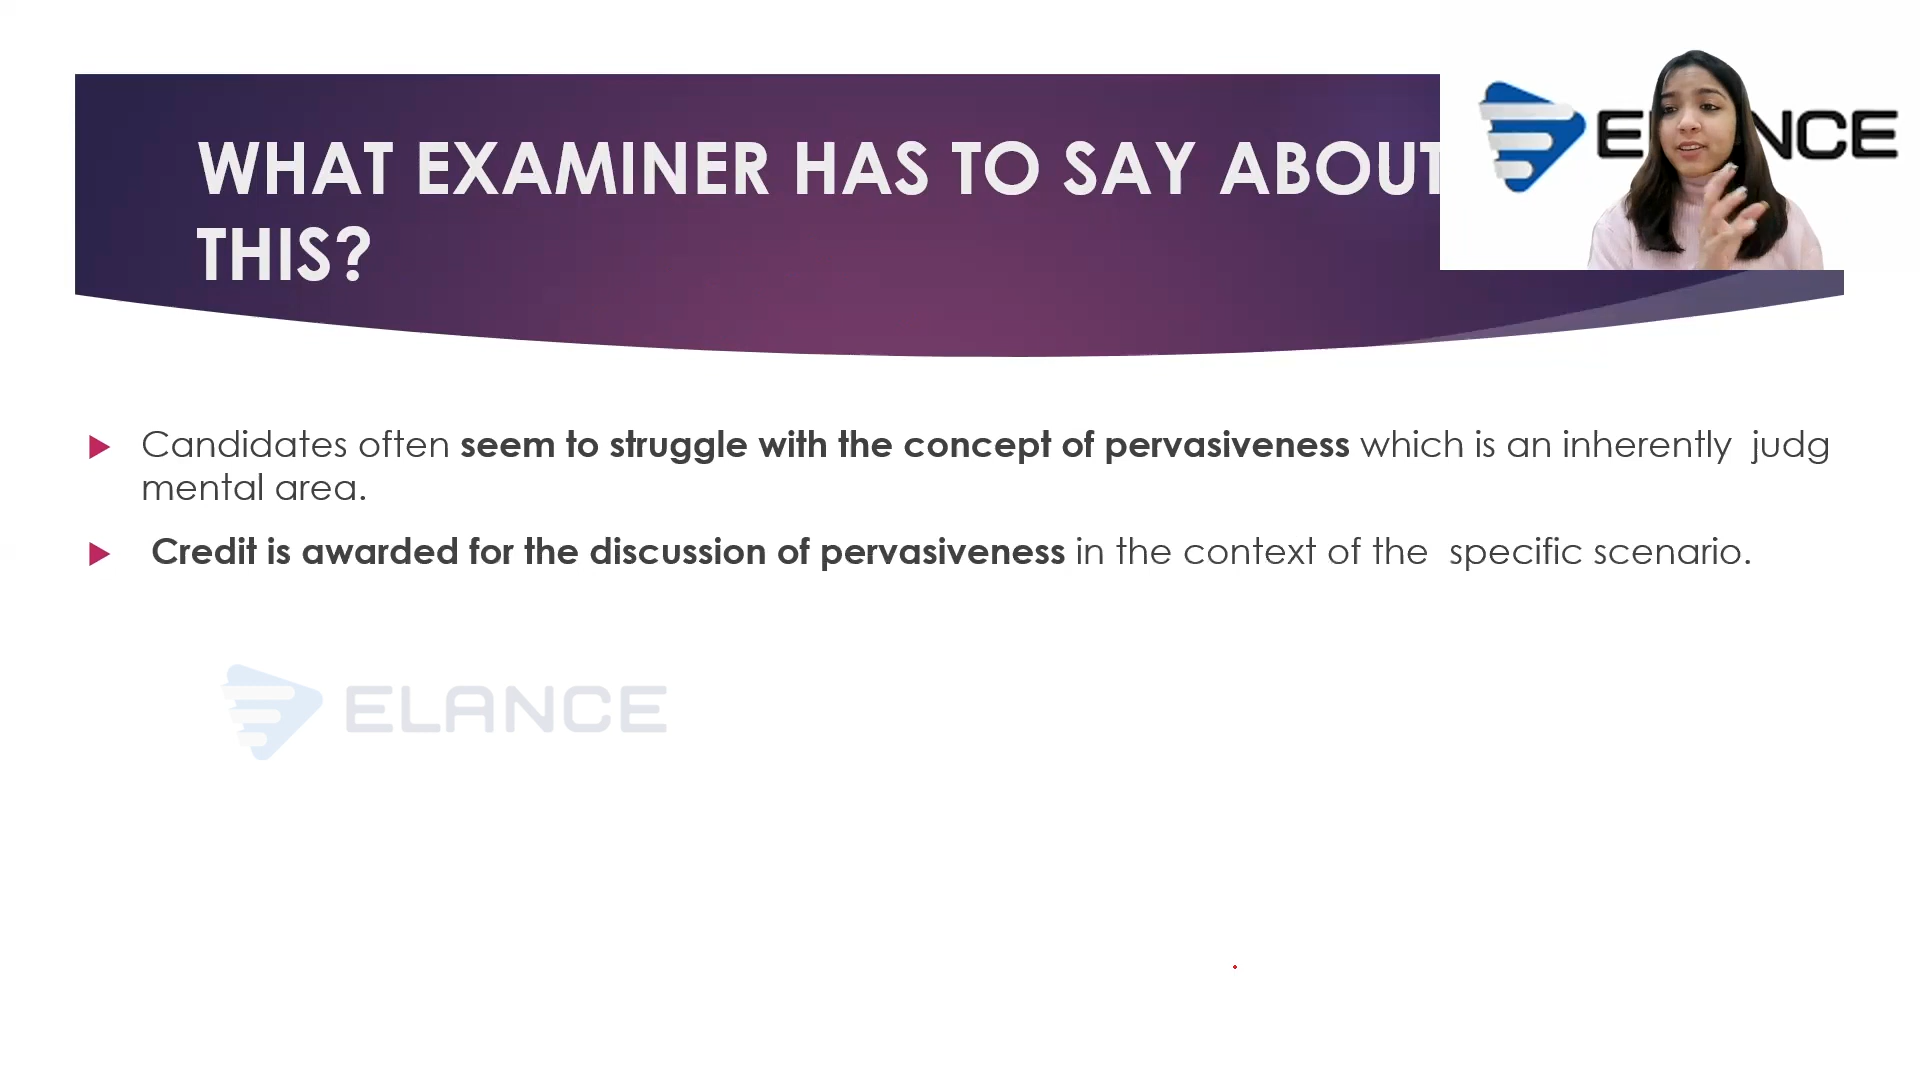 WHAT EXAMINER HAS TO SAY ABOUT
THIS?
Candidates often seem to struggle with the concept of pervasiveness which is an inherently judg
mental area.
Credit is awarded for the discussion of pervasiveness in the context of the specific scenario.
ELANCE